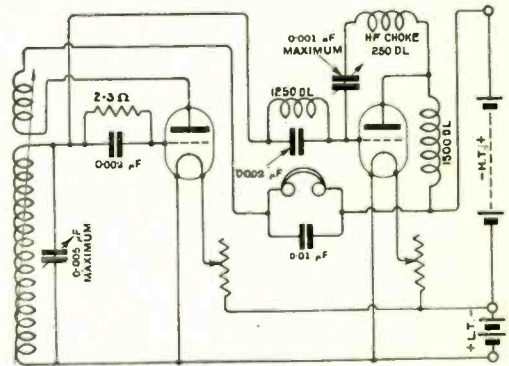 0·001 µF
MAXIMUM
HF CHOKE
250 DL
1250 DL
2·3 Ω
0·002 µF
0·002 µF
1500 DL
- H.T. +
0·005 µF
MAXIMUM
0·01 µF
+ L.T. -